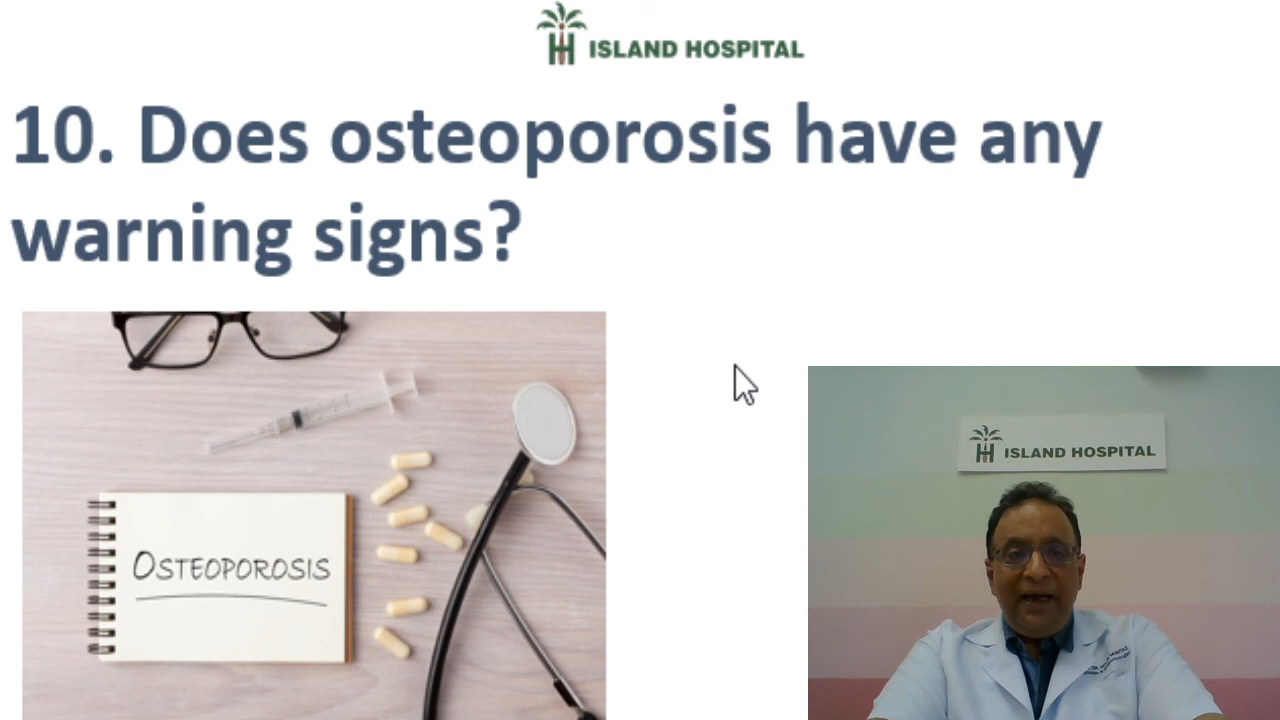 ISLAND HOSPITAL
10. Does osteoporosis have any
warning signs?
OSTEOPOROSIS
ISLAND HOSPITAL